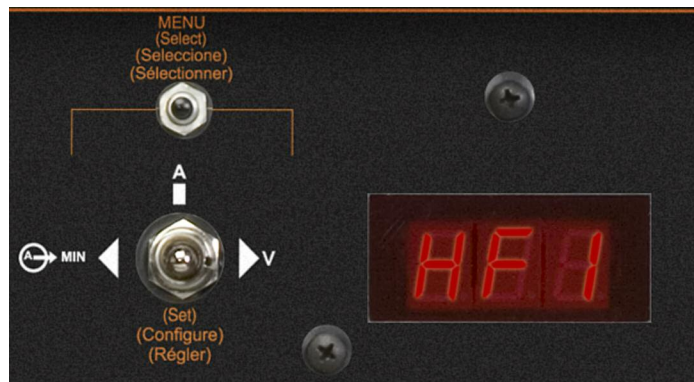 MENU
(Select)
(Seleccione)
(Sélectionner)
A
A MIN
V
(Set)
(Configure)
(Régler)
HF1